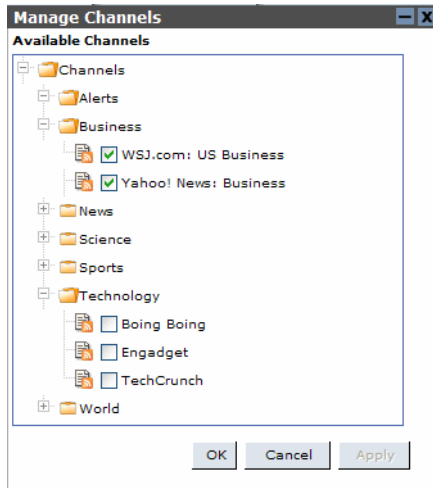 Manage Channels
Available Channels
Channels
Alerts
Business
WSJ.com: US Business
Yahoo! News: Business
News
Science
Sports
Technology
Boing Boing
Engadget
TechCrunch
World
OK Cancel Apply